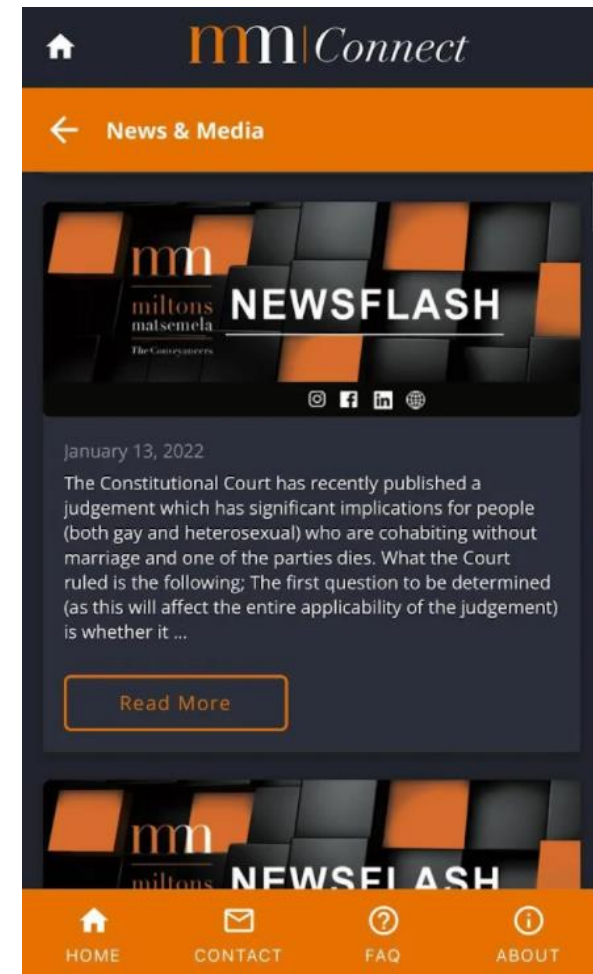 mm|Connect
News & Media
mm
miltons
matsemela
The Conveyancers
NEWSFLASH
January 13, 2022
The Constitutional Court has recently published a
judgement which has significant implications for people
(both gay and heterosexual) who are cohabiting without
marriage and one of the parties dies. What the Court
ruled is the following; The first question to be determined
(as this will affect the entire applicability of the judgement)
is whether it ...
Read More
mm
miltons
NEWSFLASH
HOME CONTACT FAQ ABOUT